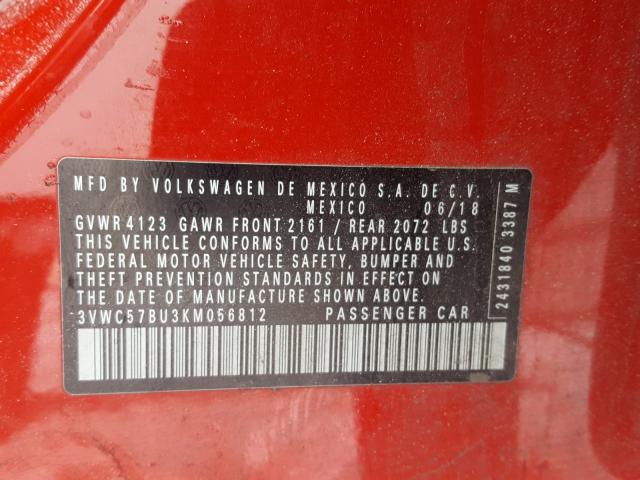 MFD BY VOLKSWAGEN DE MEXICO S.A. DE C.V.
MEXICO 06/18
GVWR 4123 GAWR FRONT 2161 / REAR 2072 LBS
THIS VEHICLE CONFORMS TO ALL APPLICABLE U.S.
FEDERAL MOTOR VEHICLE SAFETY, BUMPER AND
THEFT PREVENTION STANDARDS IN EFFECT ON
THE DATE OF MANUFACTURE SHOWN ABOVE.
3VWC57BU3KM056812 PASSENGER CAR
2431840 3387 M